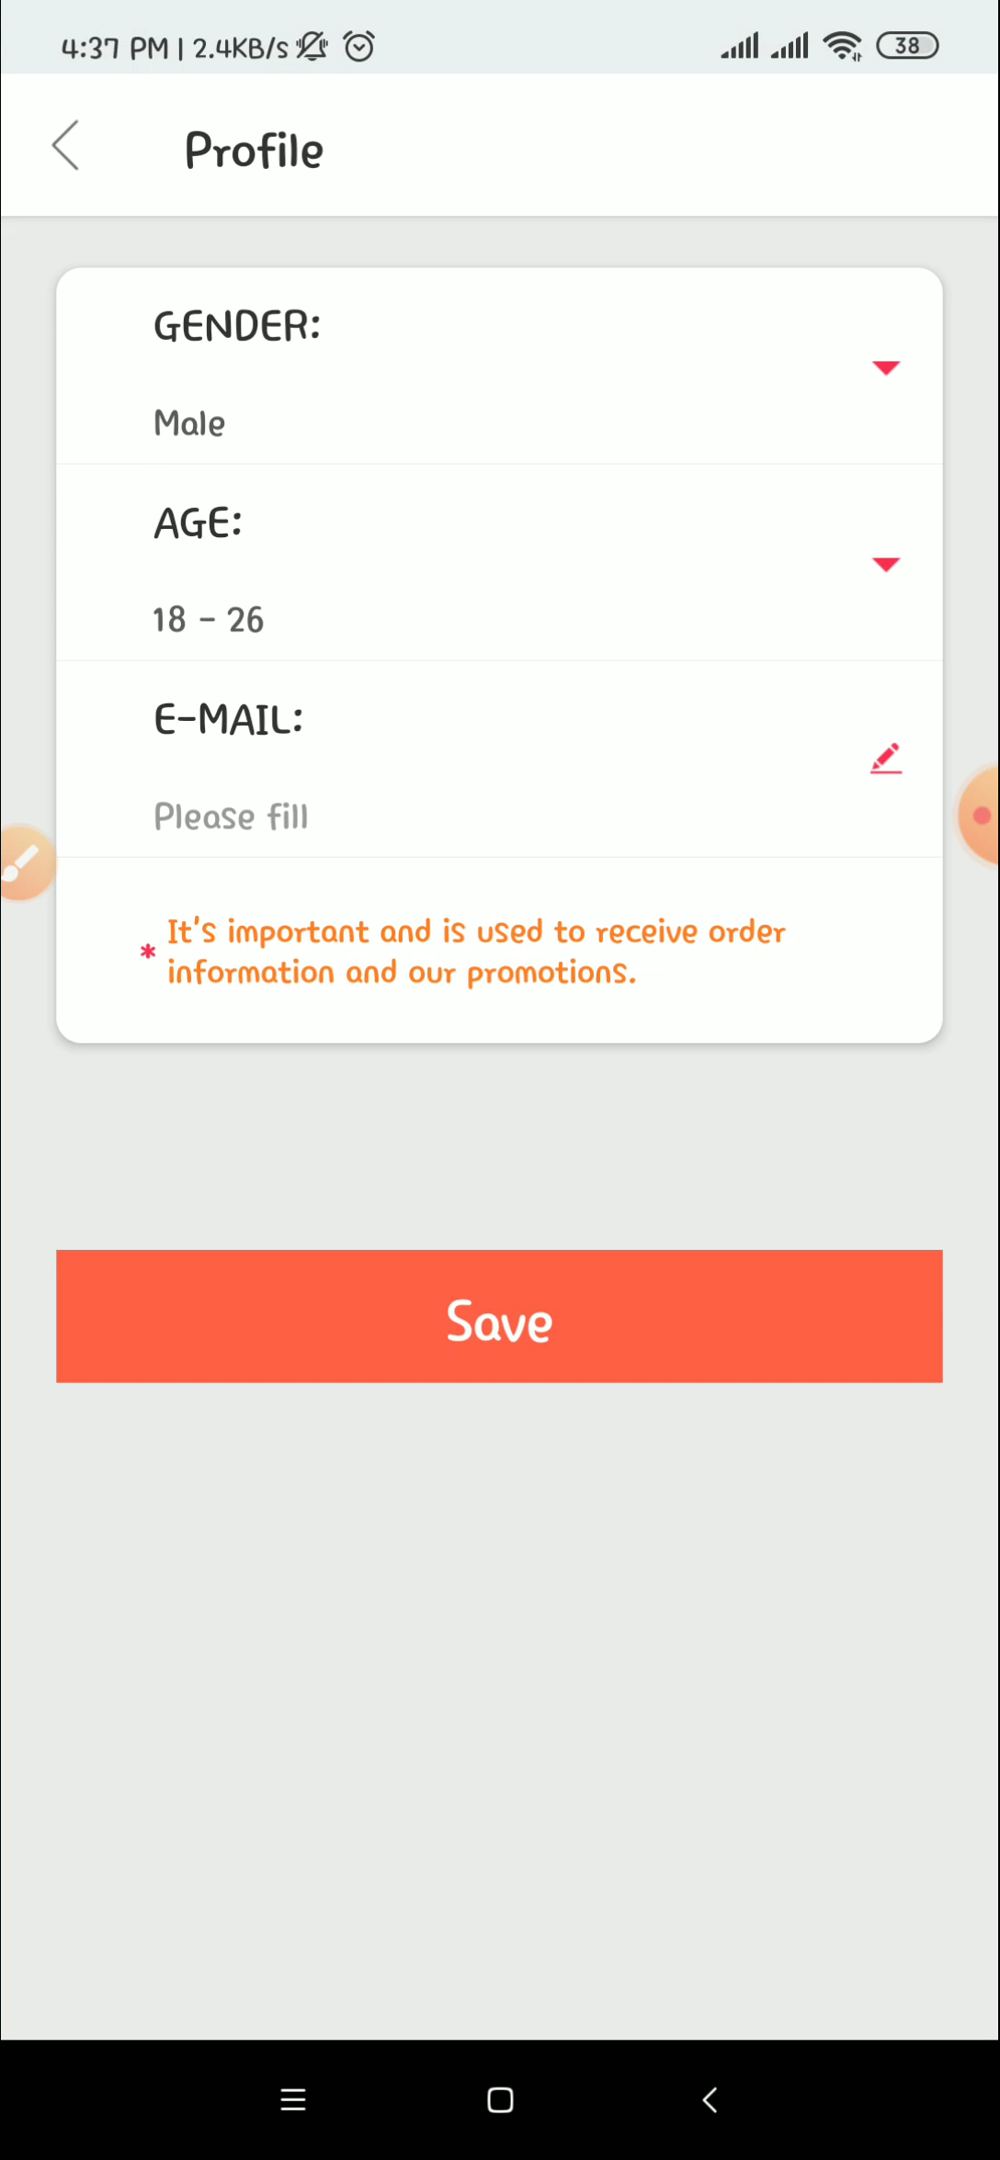 4:37 PM | 2.4KB/s 38
Profile
GENDER:
Male
AGE:
18 - 26
E-MAIL:
Please fill
* It's important and is used to receive order
information and our promotions.
Save